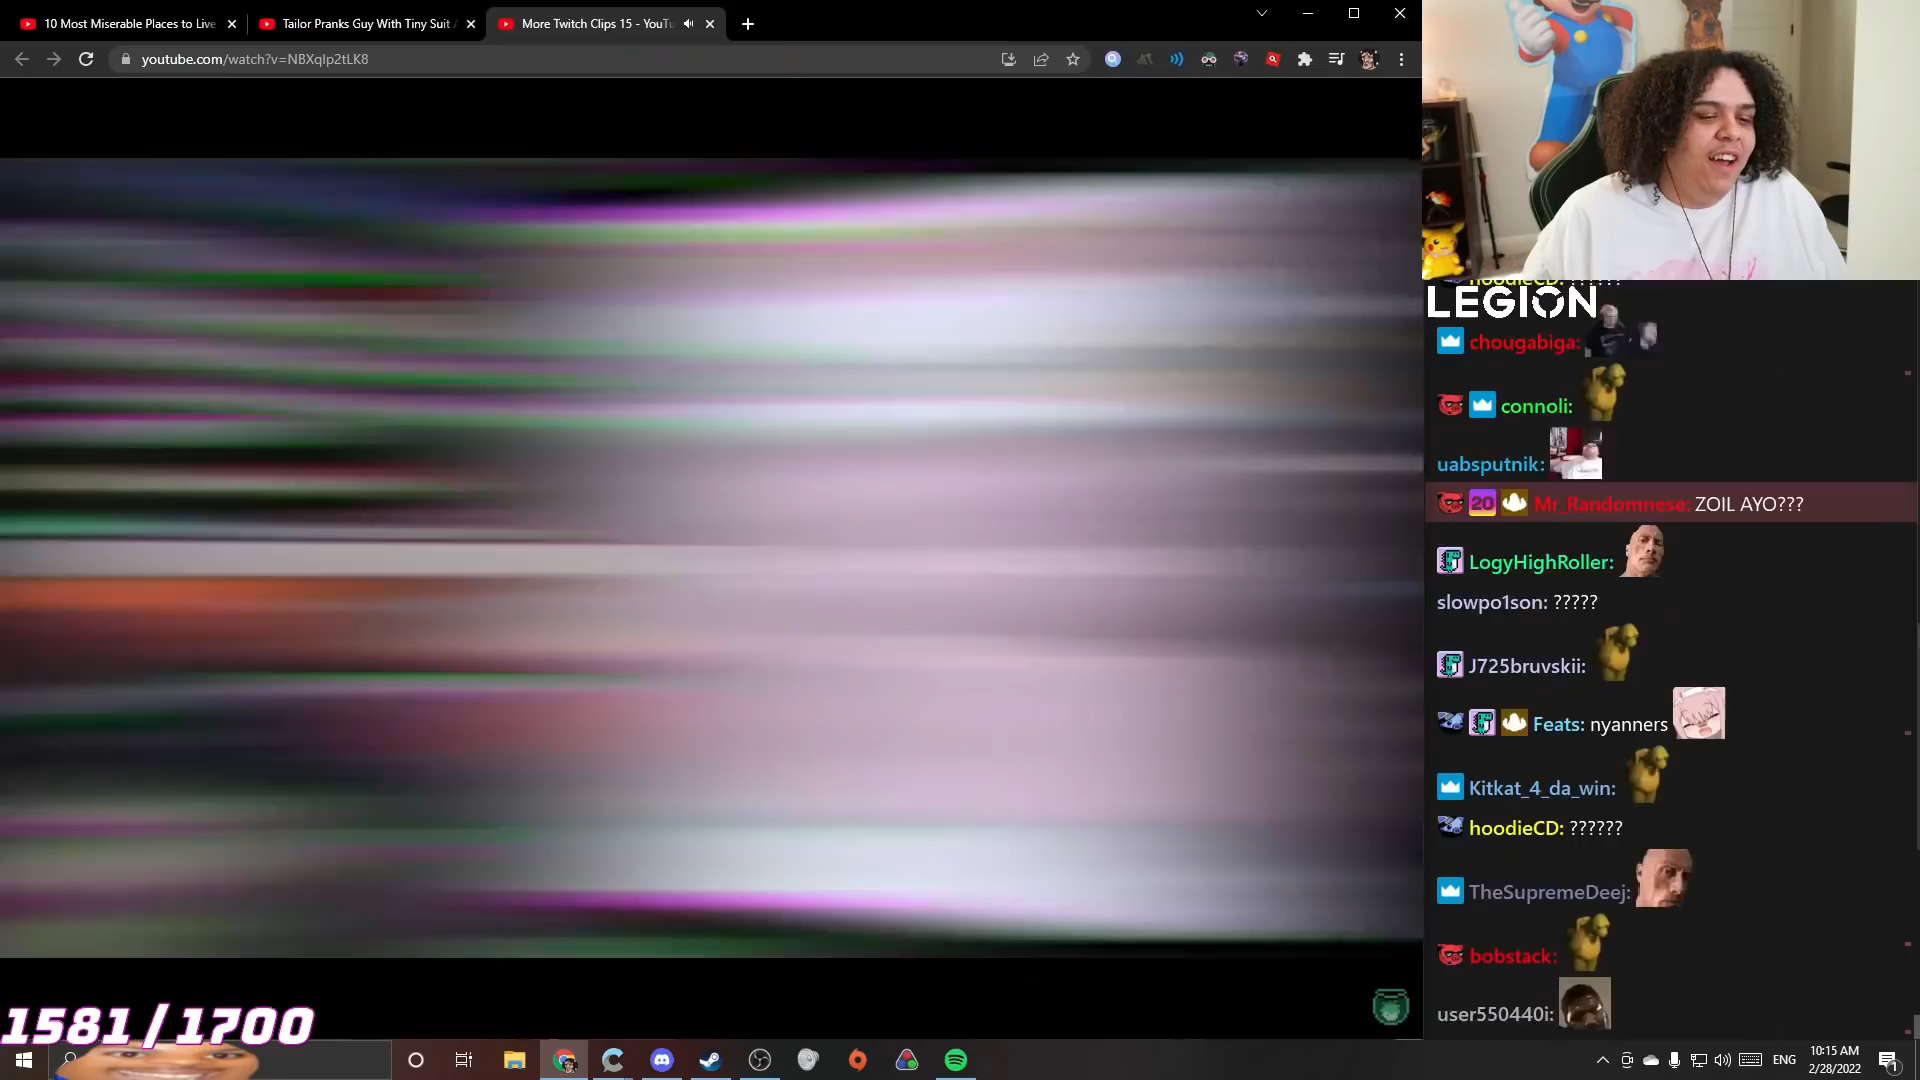 10 Most Miserable Places to Live
Tailor Pranks Guy With Tiny Suit
More Twitch Clips 15 - YouTu
youtube.com/watch?v=NBXqIp2tLK8
hoodieCD: ??????
LEGION
chougabiga:
connoli:
uabsputnik:
20 Mr_Randomnese: ZOIL AYO???
LogyHighRoller:
slowpo1son: ?????
J725bruvskii:
Feats: nyanners
Kitkat_4_da_win:
hoodieCD: ??????
TheSupremeDeej:
bobstack:
user550440i:
1581/1700
ENG
10:15 AM
2/28/2022
1